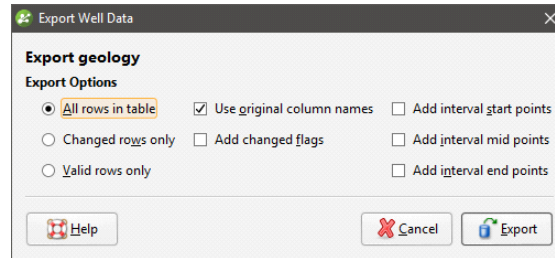 Export Well Data
Export geology
Export Options
All rows in table Use original column names Add interval start points
Changed rows only Add changed flags Add interval mid points
Valid rows only Add interval end points
Help Cancel Export